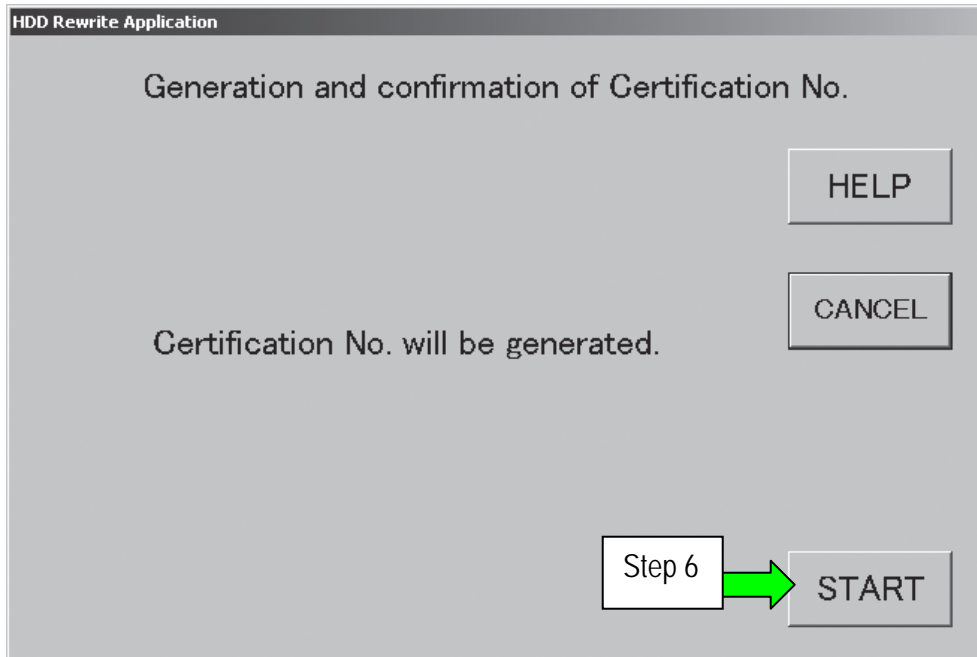 HDD Rewrite Application
Generation and confirmation of Certification No.
HELP
CANCEL
Certification No. will be generated.
Step 6
START